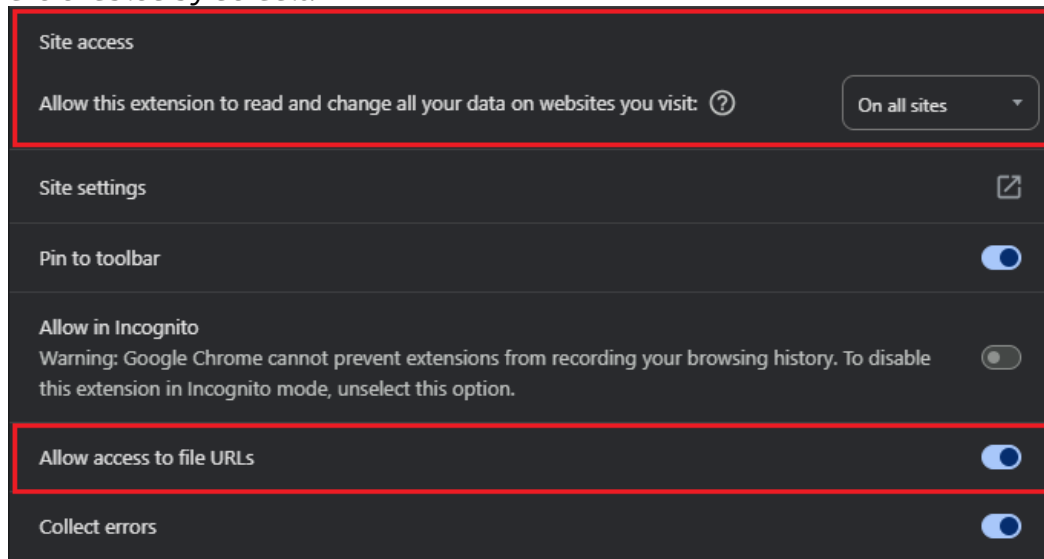 Site access
Allow this extension to read and change all your data on websites you visit:
On all sites
Site settings
Pin to toolbar
Allow in Incognito
Warning: Google Chrome cannot prevent extensions from recording your browsing history. To disable
this extension in Incognito mode, unselect this option.
Allow access to file URLs
Collect errors